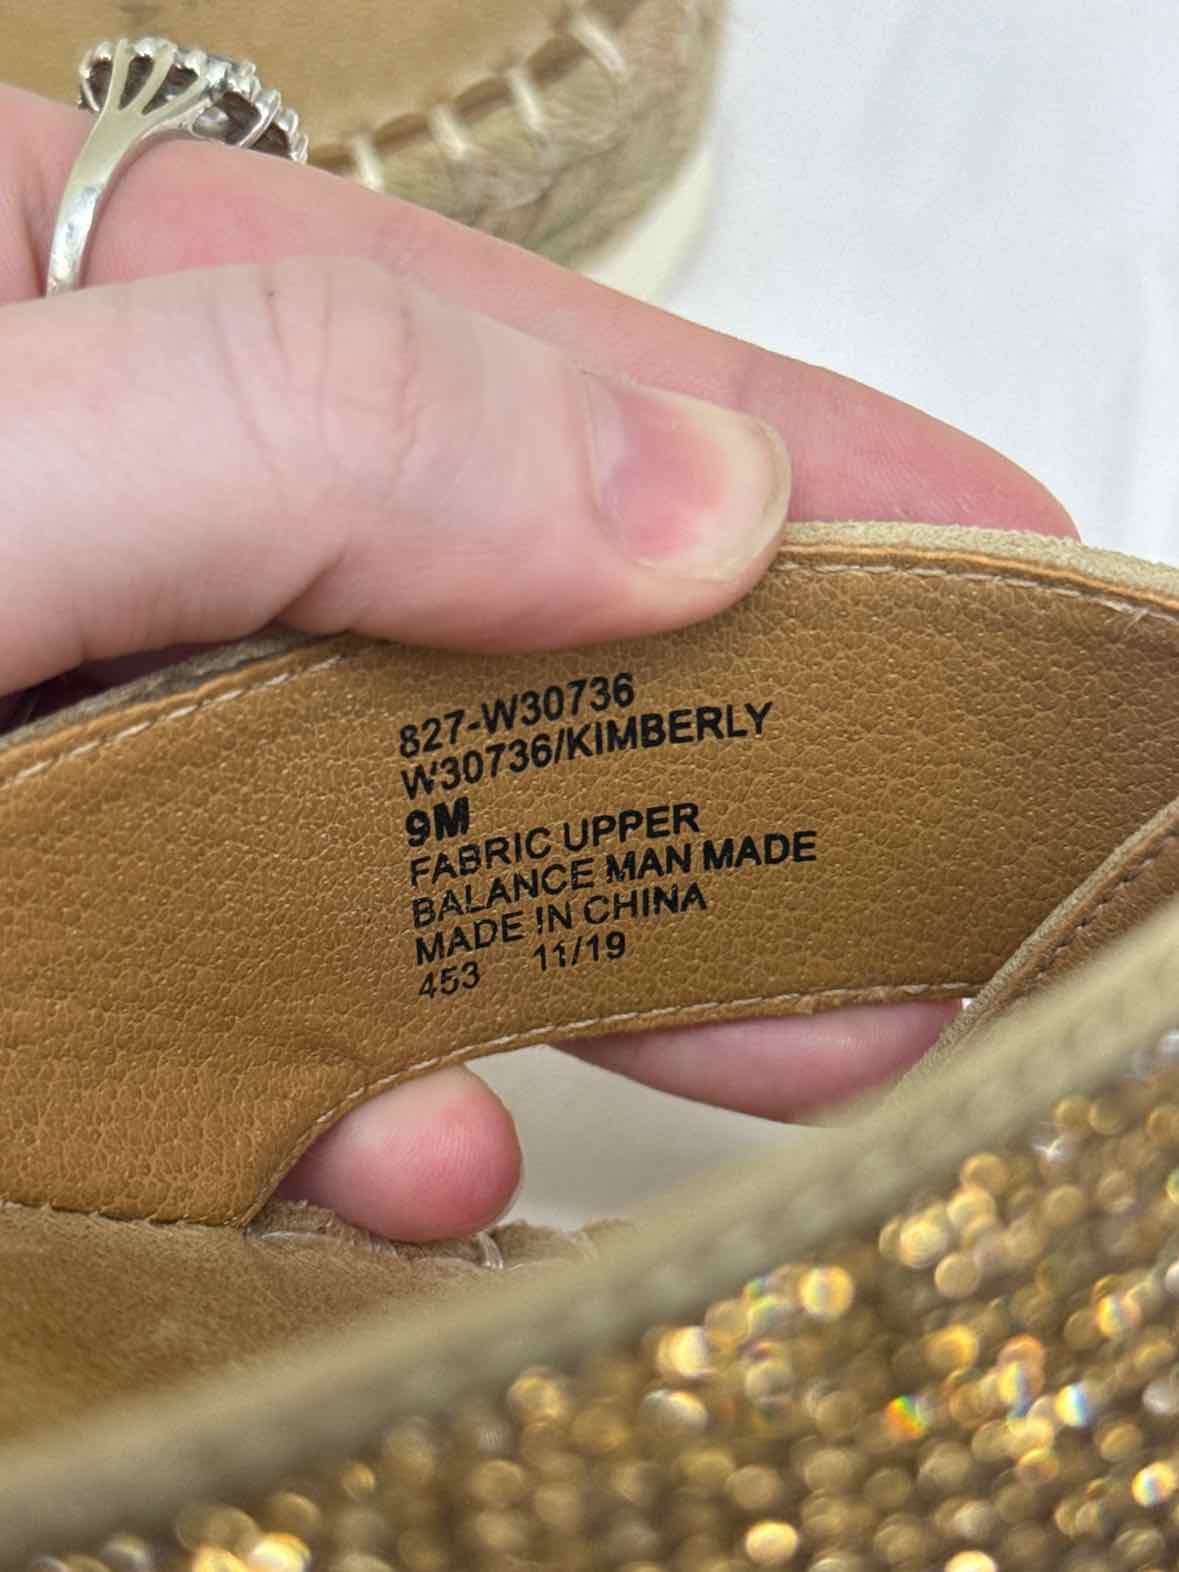 827-W30736
W30736/KIMBERLY
9M
FABRIC UPPER
BALANCE MAN MADE
MADE IN CHINA
453 11/19